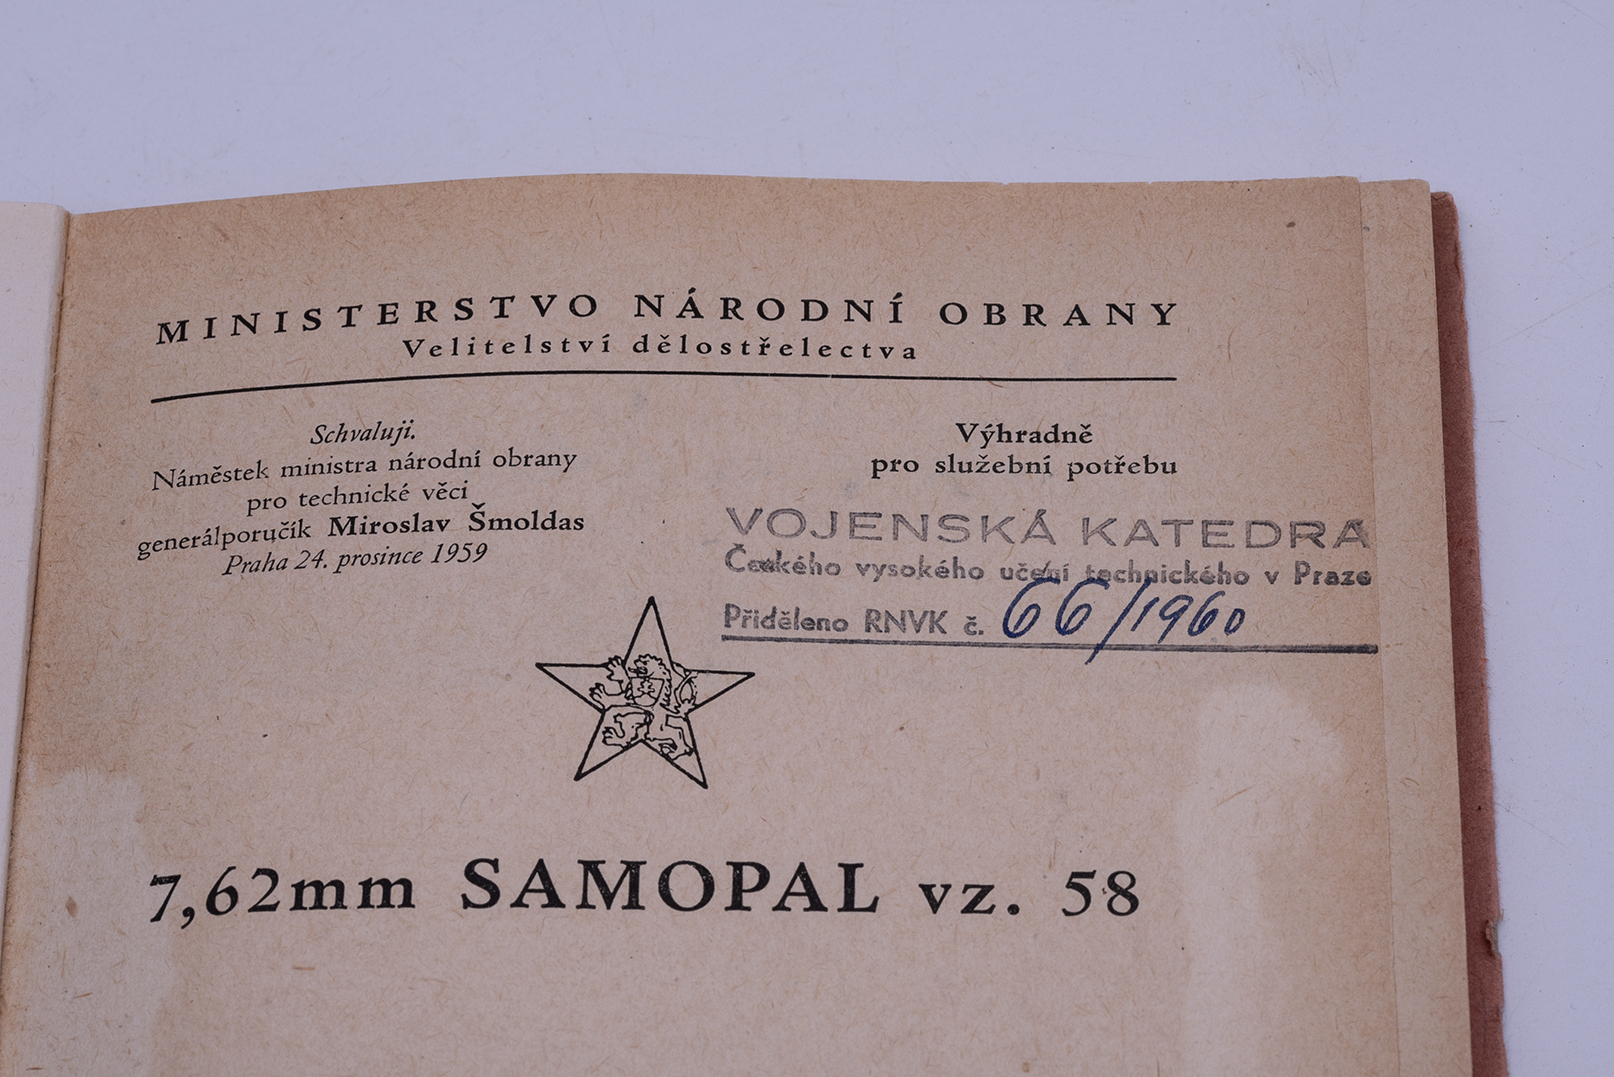 MINISTERSTVO NÁRODNÍ OBRANY
Velitelství dělostřelectva
Schvaluji.
Náměstek ministra národní obrany
pro technické věci
generálporučík Miroslav Šmoldas
Praha 24. prosince 1959
Výhradně
pro služební potřebu
VOJENSKÁ KATEDRA
Českého vysokého učení technického v Praze
Přiděleno RNVK č. 66/1960
7,62mm SAMOPAL vz. 58